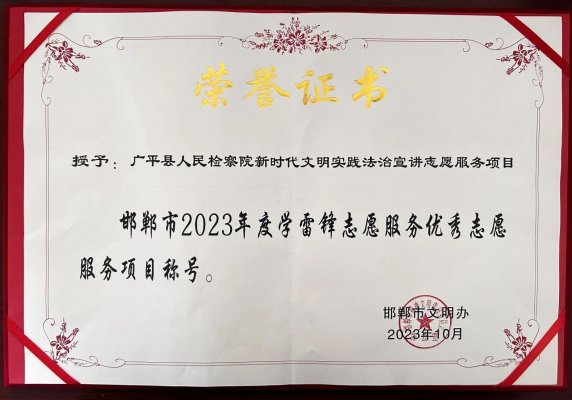 荣誉证书
授予：广平县人民检察院新时代文明实践法治宣讲志愿服务项目
邯郸市2023年度学雷锋志愿服务优秀志愿
服务项目称号。
邯郸市文明办
2023年10月